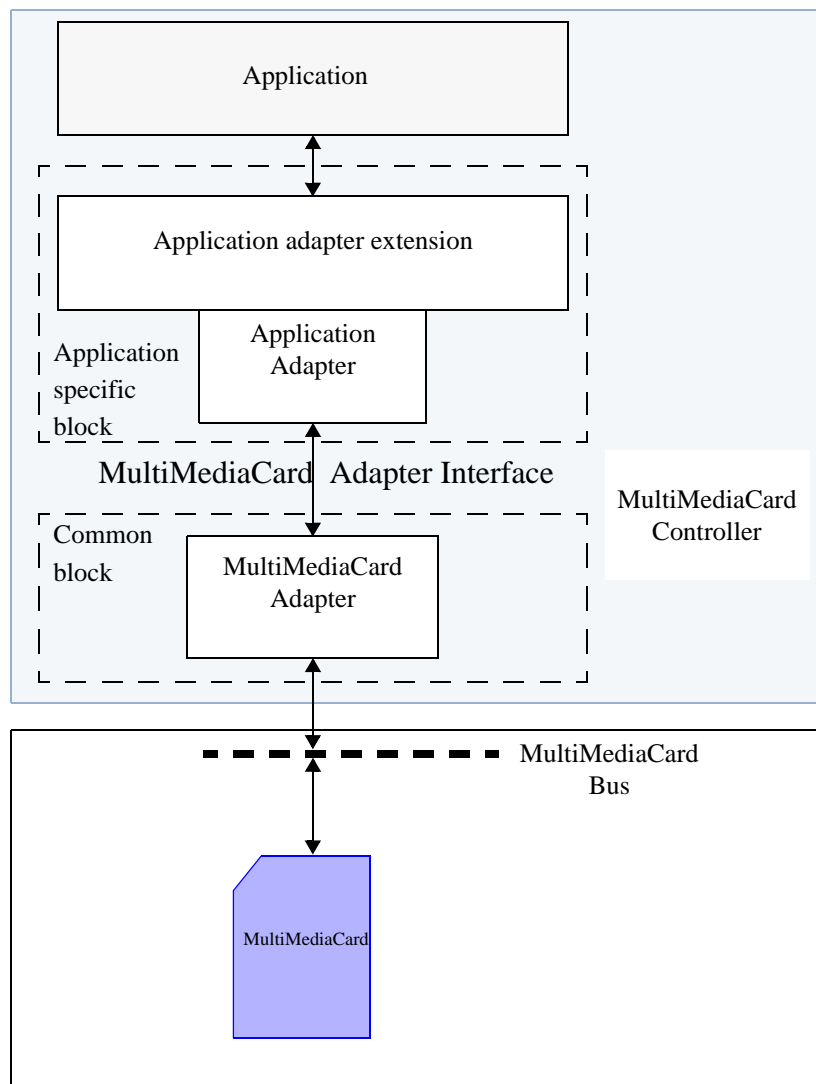 Application
Application adapter extension
Application
Adapter
Application
specific
block
MultiMediaCard Adapter Interface
MultiMediaCard
Controller
Common
block
MultiMediaCard
Adapter
MultiMediaCard
Bus
MultiMediaCard